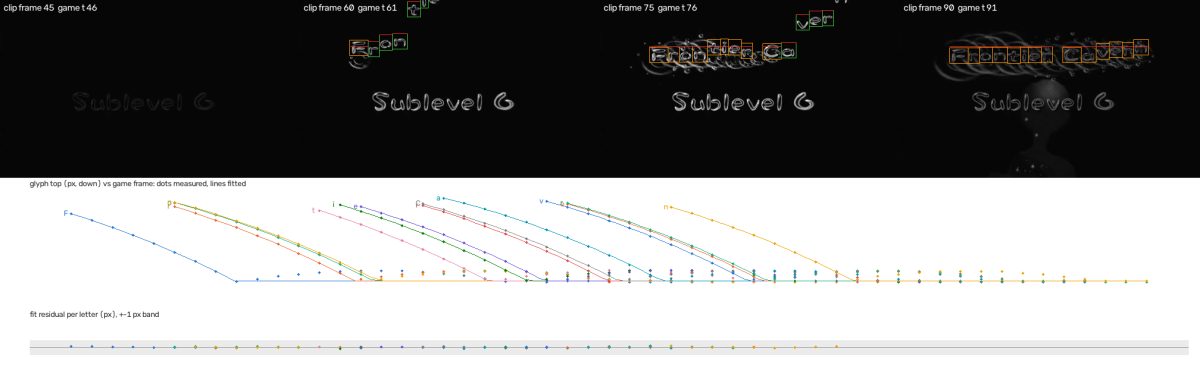 clip frame 45 game t 46
clip frame 60 game t 61
clip frame 75 game t 76
clip frame 90 game t 91
Sublevel 6
Fron
Sublevel 6
Frontier Ca
ver
Sublevel 6
Frontier Cavern
Sublevel 6
glyph top (px, down) vs game frame: dots measured, lines fitted
F
t
i
e
a
v
n
fit residual per letter (px), +-1 px band